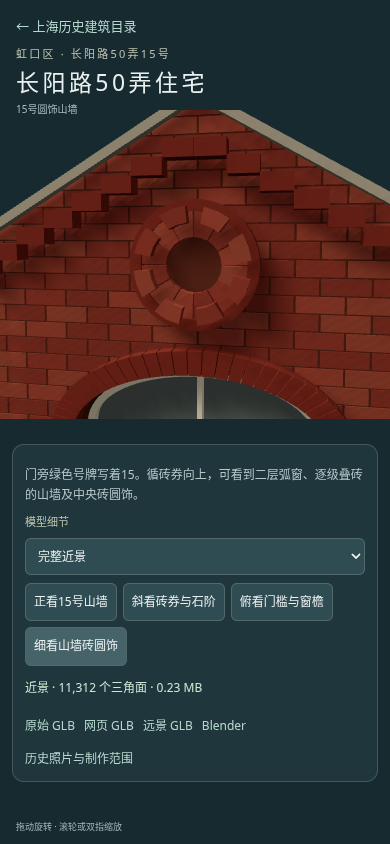 ← 上海历史建筑目录
虹口区 · 长阳路50弄15号
长阳路50弄住宅
15号圆饰山墙
门旁绿色号牌写着15。循砖券向上，可看到二层弧窗、逐级叠砖
的山墙及中央砖圆饰。
模型细节
完整近景
正看15号山墙 斜看砖券与石阶 俯看门槛与窗檐
细看山墙砖圆饰
近景 · 11,312 个三角面 · 0.23 MB
原始 GLB 网页 GLB 远景 GLB Blender
历史照片与制作范围
拖动旋转 · 滚轮或双指缩放